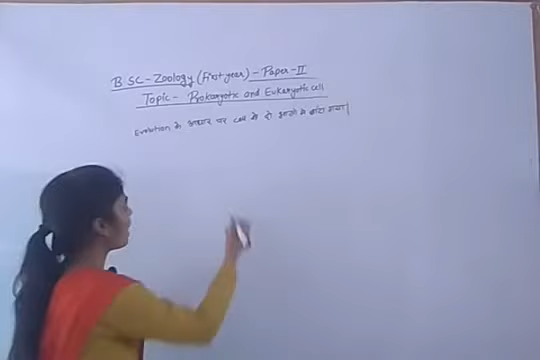 B SC - Zoology (First year) - Paper - II
Topic - Prokaryotic and Eukaryotic cell
Evolution के आधार पर cell को दो भागो मे बांटा गया।